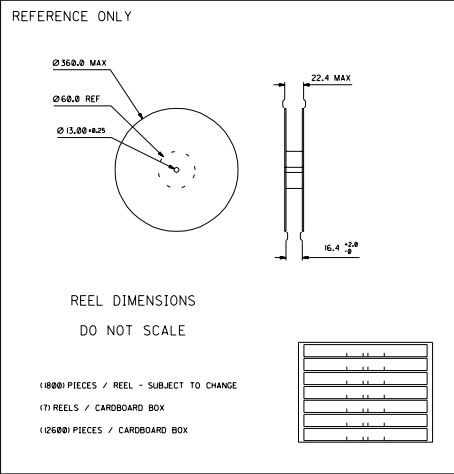 REFERENCE ONLY
Ø360.0 MAX
Ø60.0 REF
Ø13.00±0.25
22.4 MAX
16.4 +2.0 -0
REEL DIMENSIONS
DO NOT SCALE
(1800) PIECES / REEL - SUBJECT TO CHANGE
(7) REELS / CARDBOARD BOX
(12600) PIECES / CARDBOARD BOX